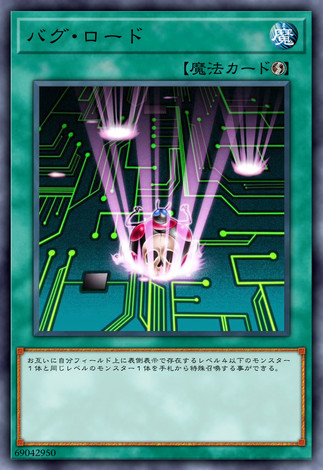 バグ・ロード
魔
【魔法カード】
お互いに自分フィールド上に表側表示で存在するレベル4以下のモンスター
1体と同じレベルのモンスター1体を手札から特殊召喚する事ができる。
69042950